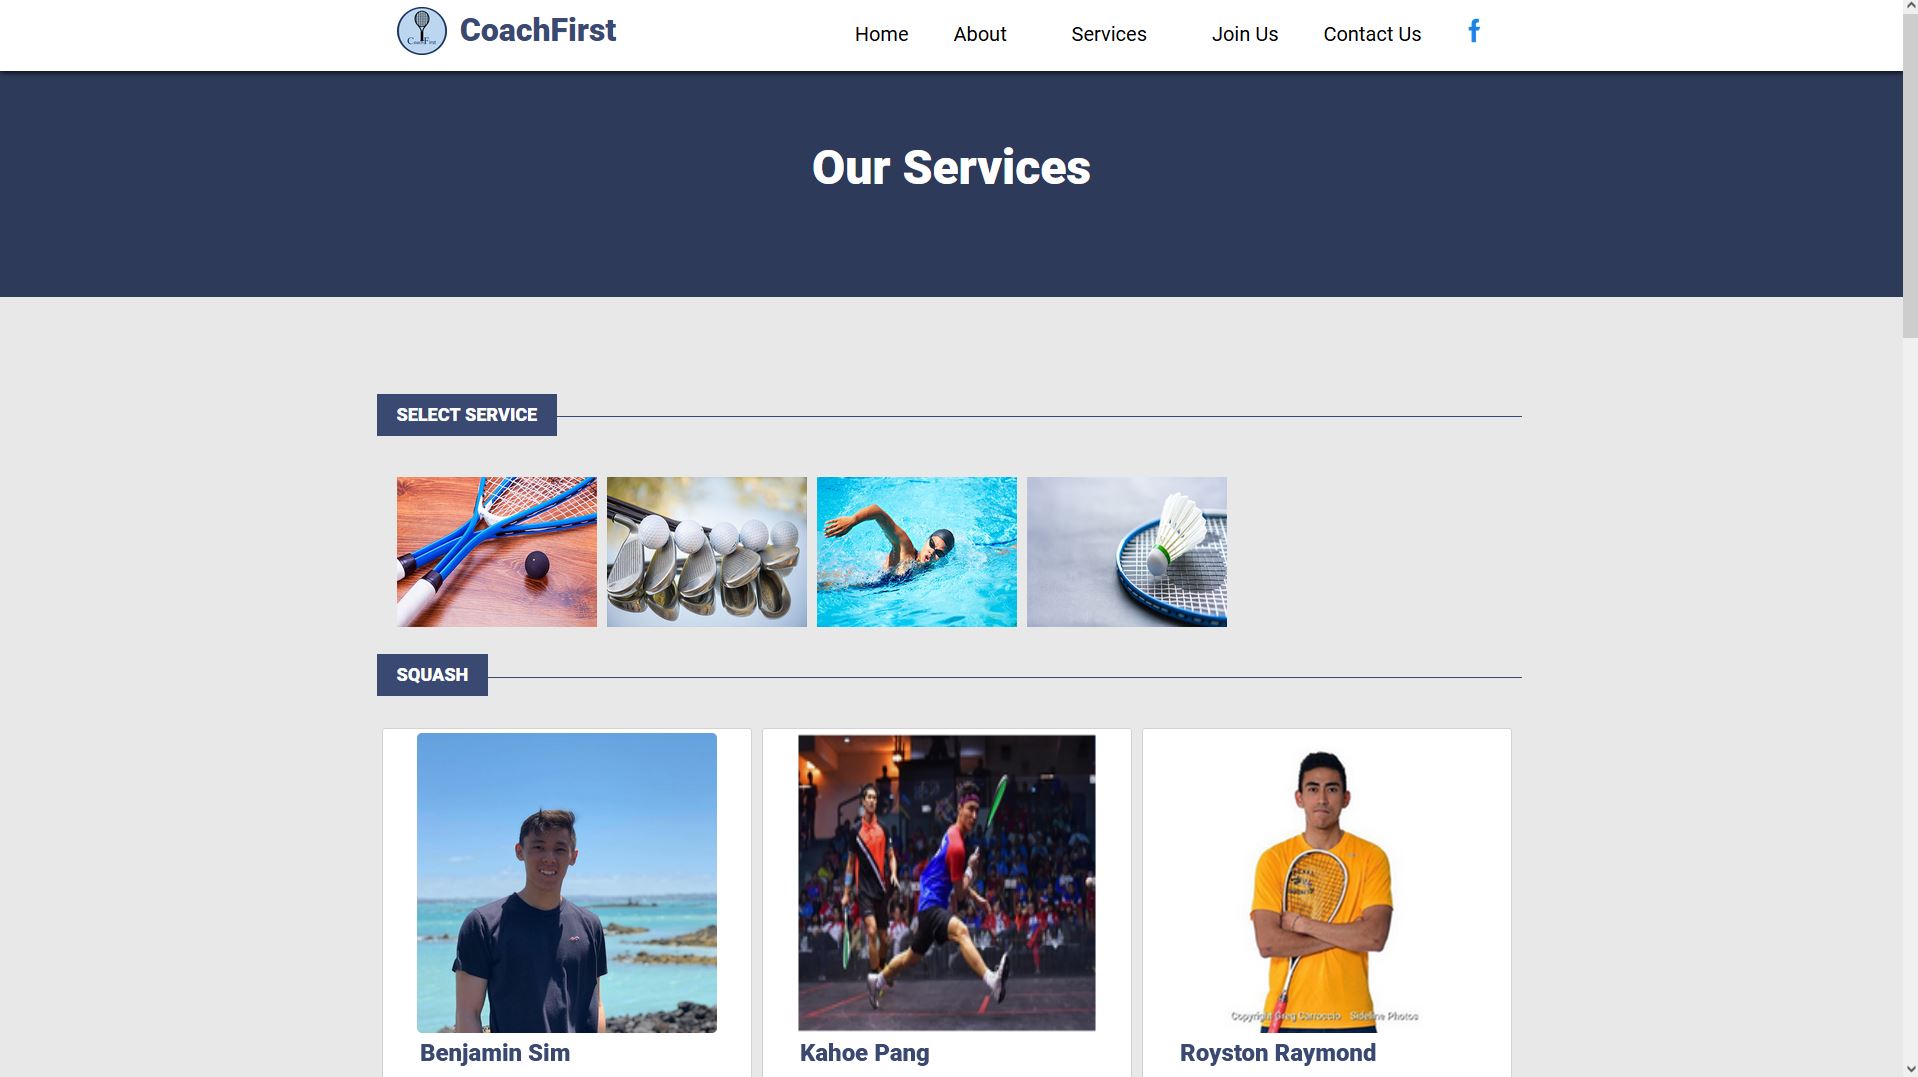 CoachFirst
CoachFirst
Home
About
Services
Join Us
Contact Us
Our Services
SELECT SERVICE
SQUASH
Copyright Greg Carroccio Sideline Photos
Benjamin Sim
Kahoe Pang
Royston Raymond